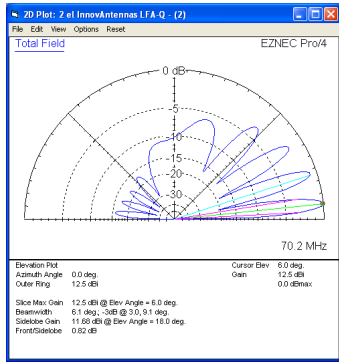 2D Plot: 2 el InnovAntennas LFA-Q - (2)
File Edit View Options Reset
Total Field
EZNEC Pro/4
0 dB
-5
-10
-15
-20
-30
70.2 MHz
Elevation Plot
Cursor Elev 6.0 deg.
Azimuth Angle 0.0 deg.
Gain 12.5 dBi
Outer Ring 12.5 dBi
0.0 dBmax
Slice Max Gain 12.5 dBi @ Elev Angle = 6.0 deg.
Beamwidth 6.1 deg.; -3dB @ 3.0, 9.1 deg.
Sidelobe Gain 11.68 dBi @ Elev Angle = 18.0 deg.
Front/Sidelobe 0.82 dB